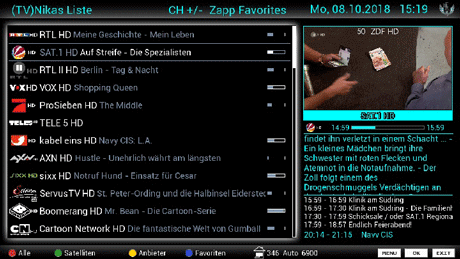 (TV)Nikas Liste CH +/- Zapp Favorites Mo, 08.10.2018 15:19
RTL HD Meine Geschichte - Mein Leben
SAT.1 HD Auf Streife - Die Spezialisten
RTL II HD Berlin - Tag & Nacht
VOX HD Shopping Queen
ProSieben HD The Middle
TELE 5 HD
kabel eins HD Navy CIS: L.A.
AXN HD Hustle - Unehrlich währt am längsten
sixx HD Notruf Hund - Einsatz für Cesar
ServusTV HD St. Peter-Ording und die Halbinsel Eiderstedt
Boomerang HD Mr. Bean - Die Cartoon-Serie
Cartoon Network HD Die fantastische Welt von Gumball
50 ZDF HD
SAT.1 HD
14:59 15:59
findet ihn verletzt in einem Schacht ... -
Ein kleines Mädchen bringt ihre
Schwester mit roten Flecken und
Atemnot in die Notaufnahme. - Der
Zoll folgt einem des
Drogenschmuggels Verdächtigen an
15:59 - 16:59 Klinik am Südring
16:59 - 17:30 Klinik am Südring - Die Familienh
17:30 - 17:59 Schicksale / oder SAT.1 Regiona
18:57 Endlich Feierabend!
20:14 - 21:15 Navy CIS
Alle Satelliten Anbieter Favoriten 346 Auto 6900 MENU OK EXIT